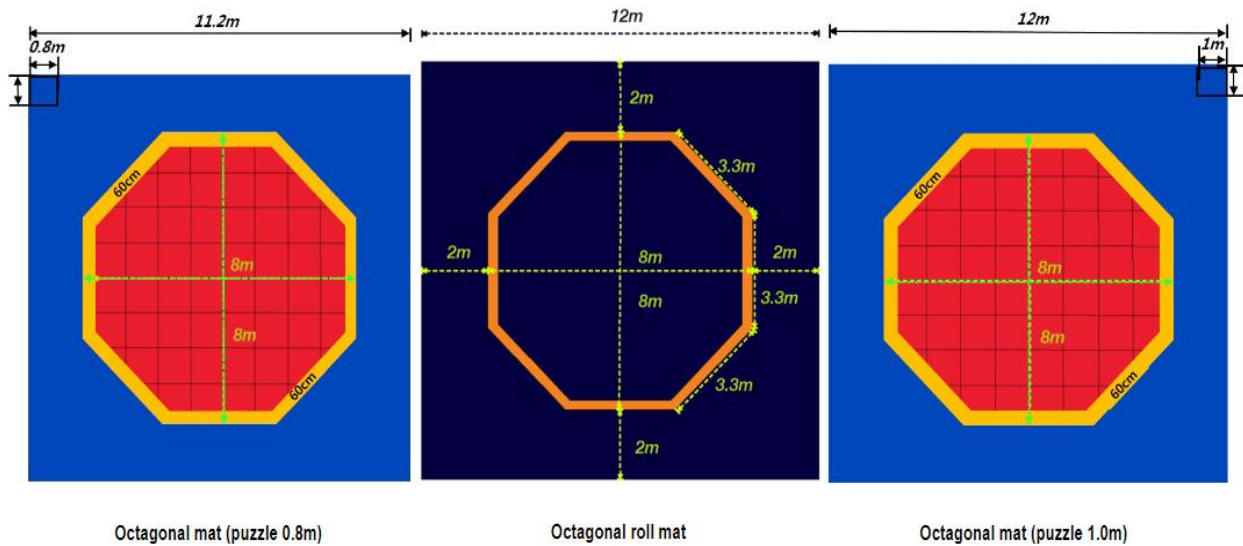 11.2m
0.8m
60cm
8m
8m
60cm
Octagonal mat (puzzle 0.8m)
12m
2m
3.3m
2m
8m
2m
8m
3.3m
3.3m
2m
Octagonal roll mat
12m
1m
60cm
8m
8m
60cm
Octagonal mat (puzzle 1.0m)